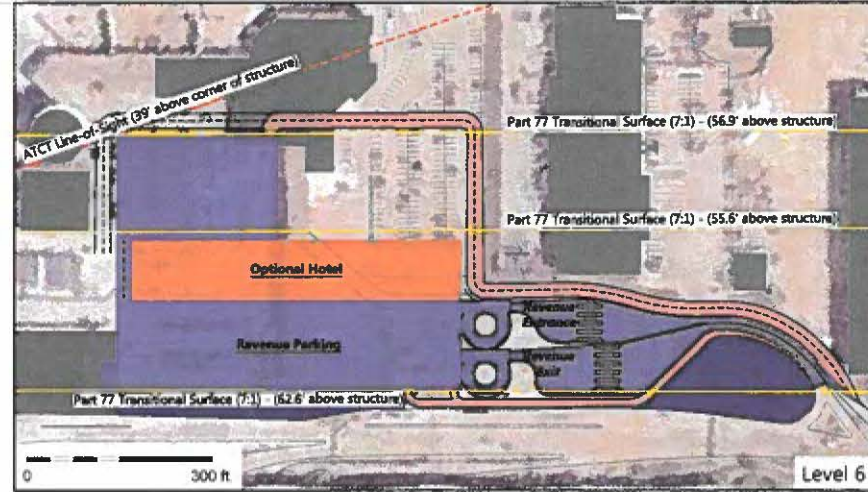 ATCT Line-of-Sight (39' above corner of structure)
Part 77 Transitional Surface (7:1) - (56.9' above structure)
Part 77 Transitional Surface (7:1) - (55.6' above structure)
Optional Hotel
Revenue
Entrance
Revenue Parking
Revenue
Exit
Part 77 Transitional Surface (7:1) - (62.6' above structure)
0
300 ft
Level 6